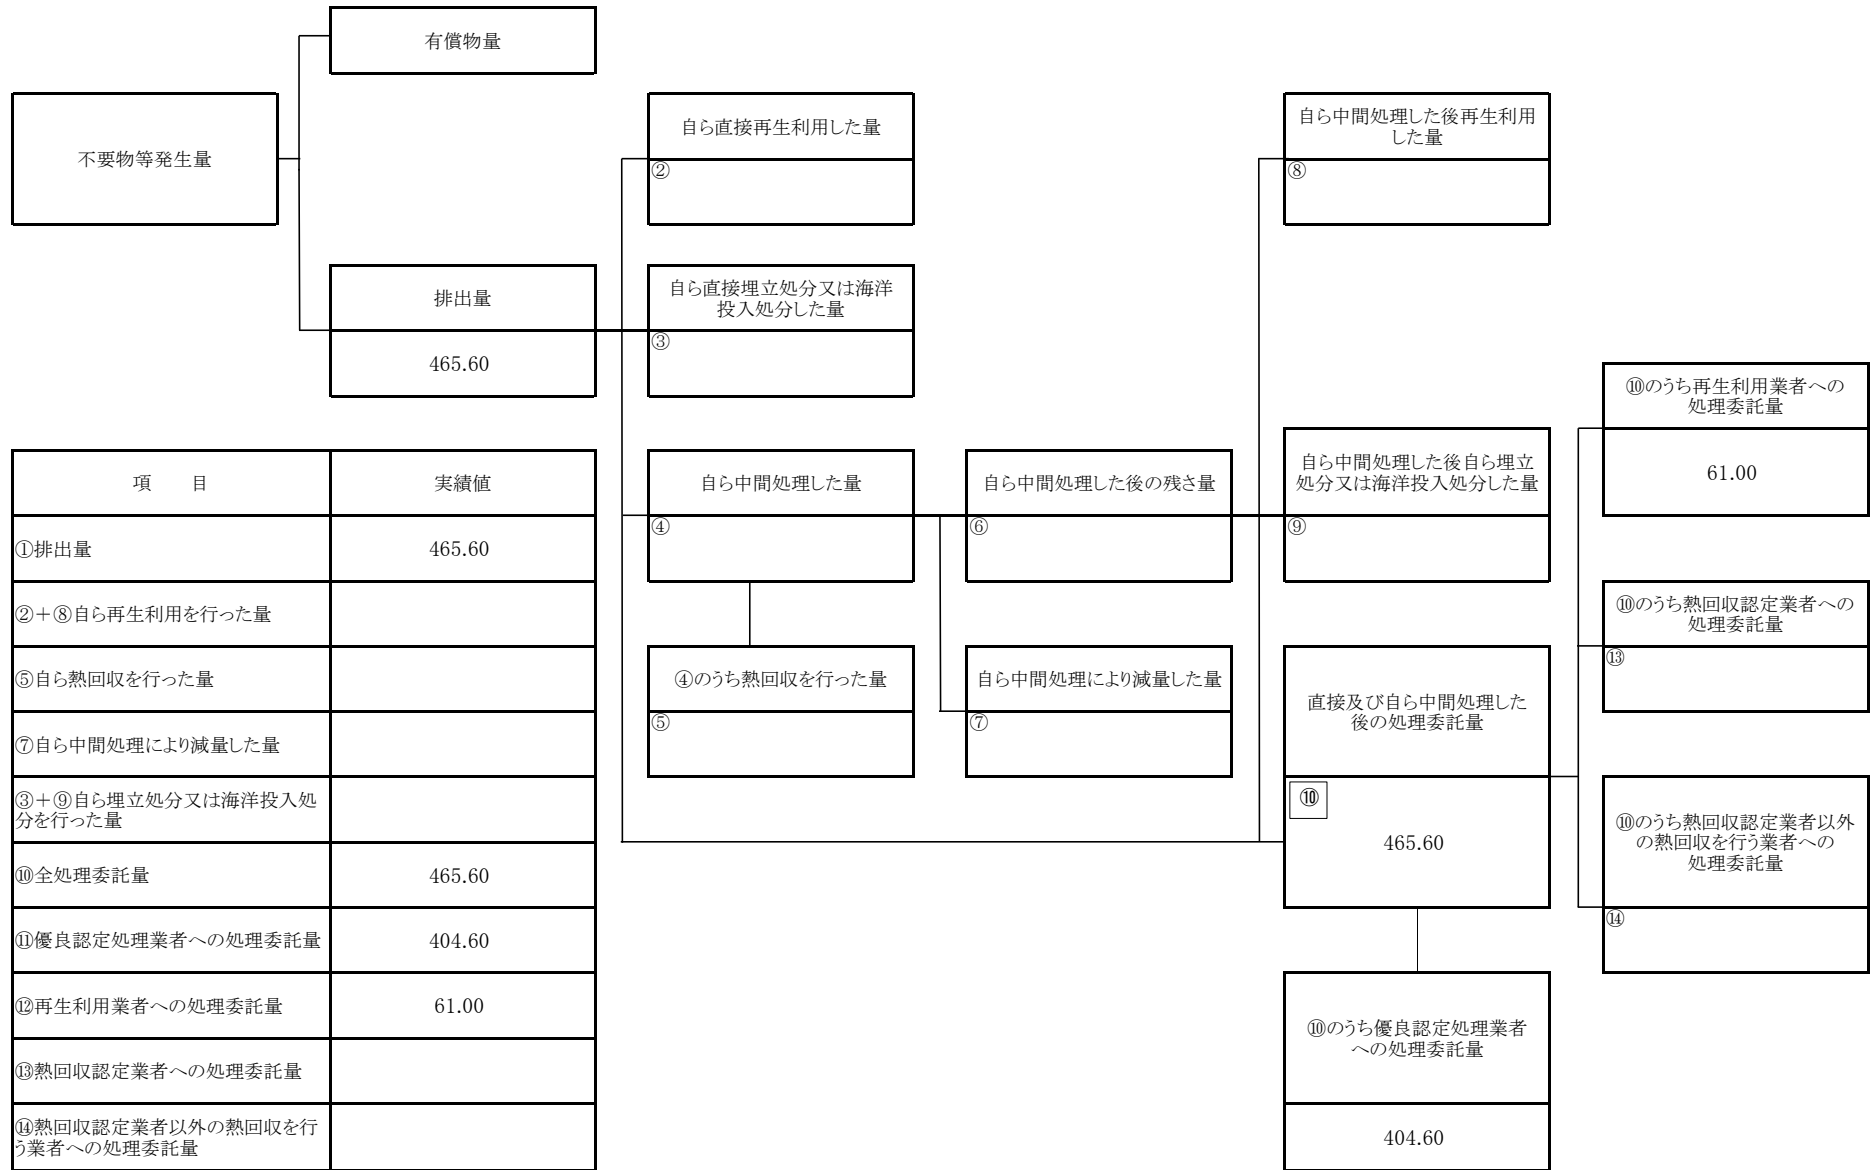 有償物量
不要物等発生量
排出量
465.60
自ら直接再生利用した量
②
自ら直接埋立処分又は海洋
投入処分した量
③
自ら中間処理した量
④
④のうち熱回収を行った量
⑤
自ら中間処理した後の残さ量
⑥
自ら中間処理により減量した量
⑦
自ら中間処理した後再生利用
した量
⑧
自ら中間処理した後自ら埋立
処分又は海洋投入処分した量
⑨
直接及び自ら中間処理した
後の処理委託量
⑩
465.60
⑩のうち優良認定処理業者
への処理委託量
404.60
⑩のうち再生利用業者への
処理委託量
61.00
⑩のうち熱回収認定業者への
処理委託量
⑬
⑩のうち熱回収認定業者以外
の熱回収を行う業者への
処理委託量
⑭
項　目 実績値
①排出量 465.60
②+⑧自ら再生利用を行った量
⑤自ら熱回収を行った量
⑦自ら中間処理により減量した量
③+⑨自ら埋立処分又は海洋投入処
分を行った量
⑩全処理委託量 465.60
⑪優良認定処理業者への処理委託量 404.60
⑫再生利用業者への処理委託量 61.00
⑬熱回収認定業者への処理委託量
⑭熱回収認定業者以外の熱回収を行
う業者への処理委託量